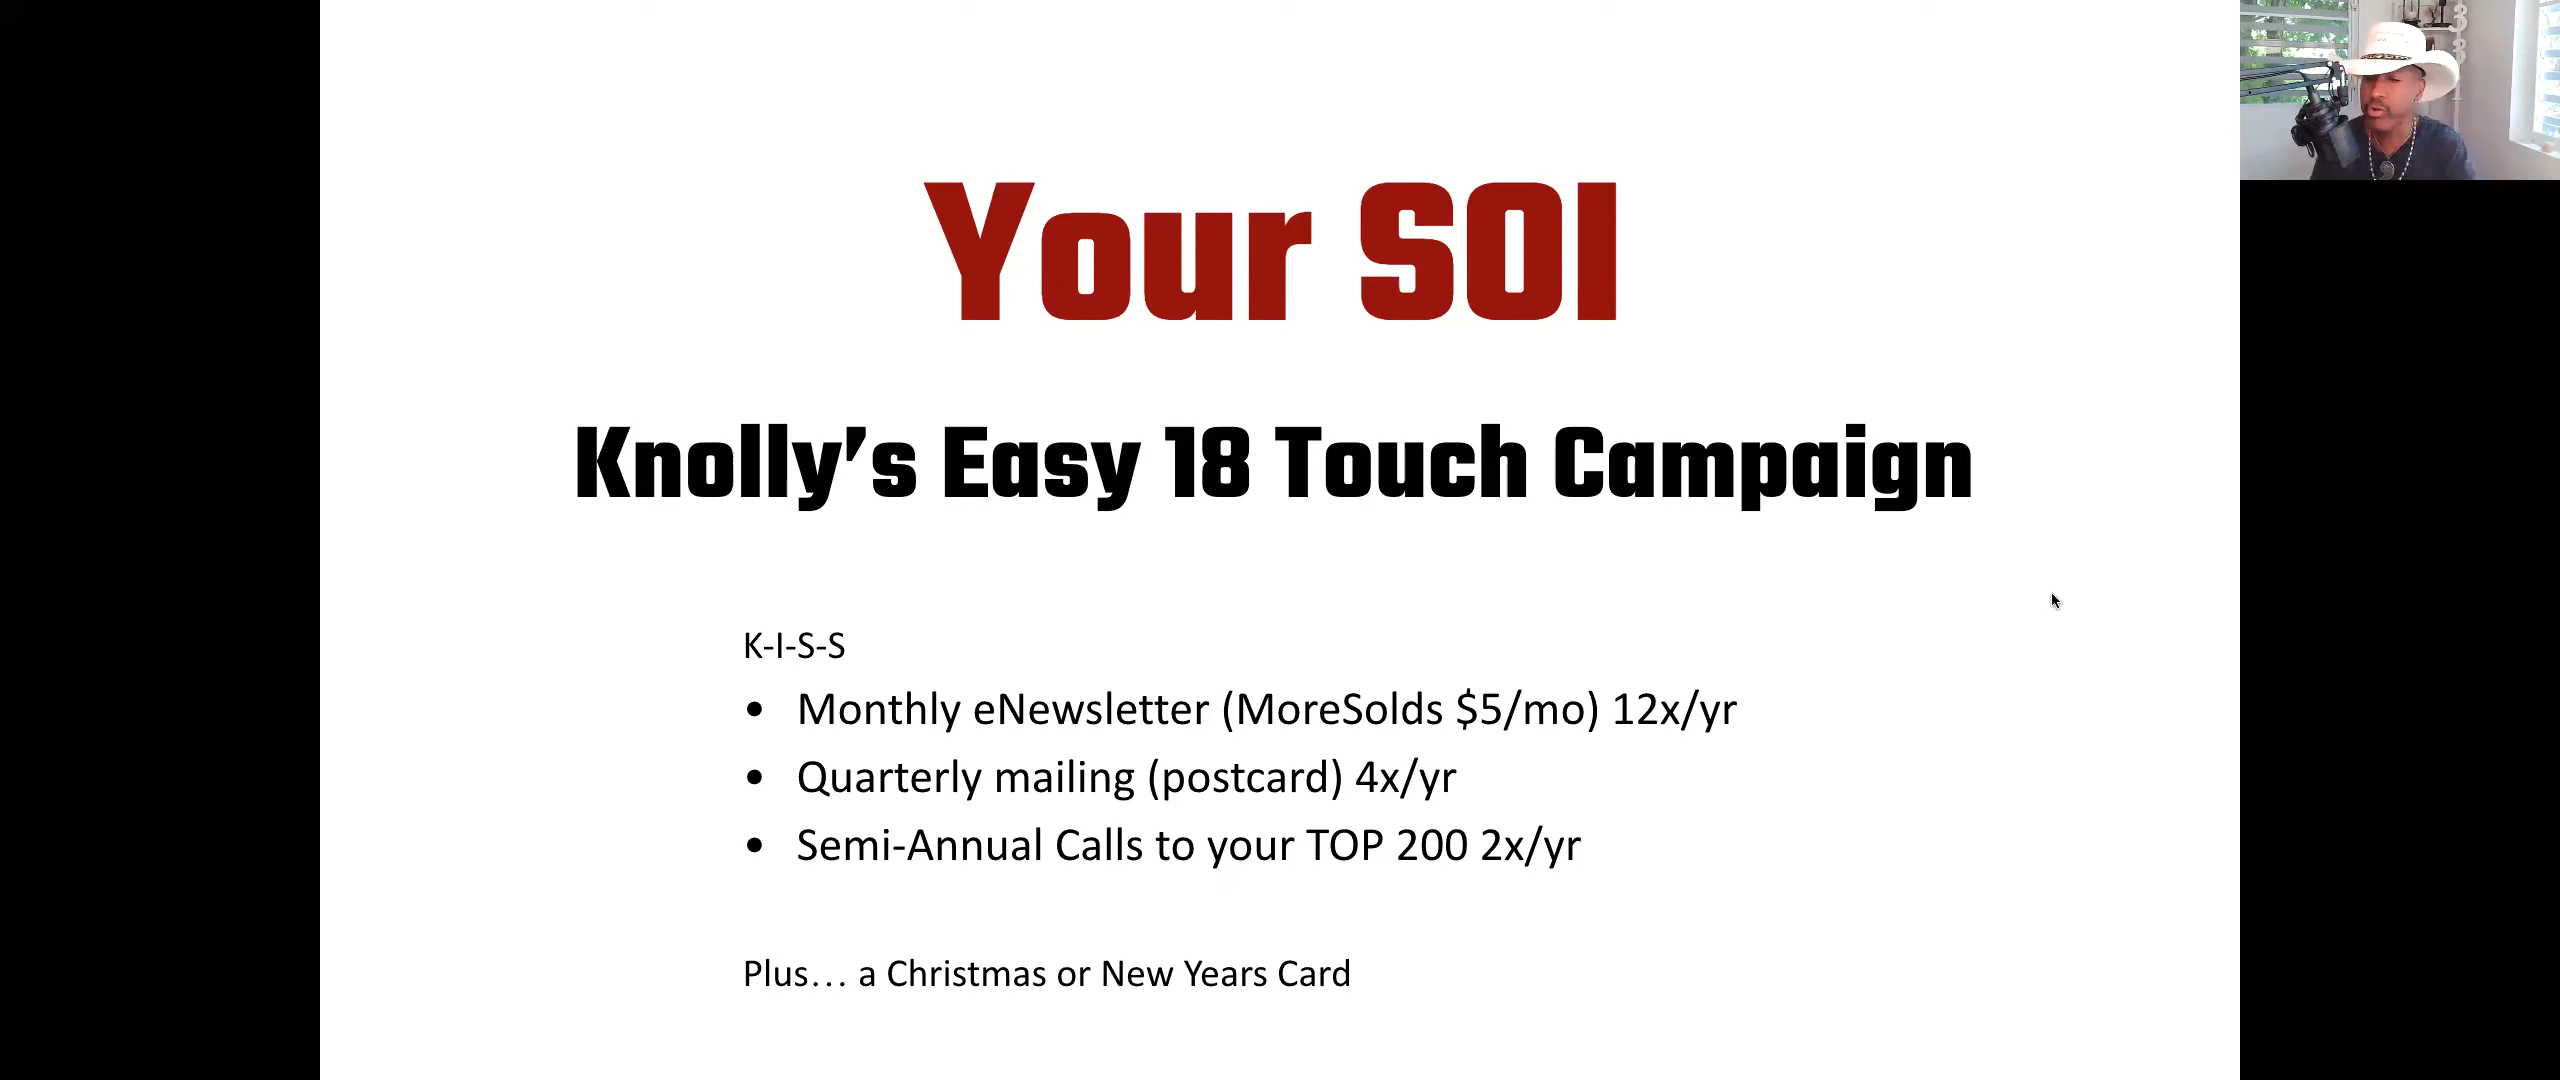 Your SOI
Knolly’s Easy 18 Touch Campaign
K-I-S-S
• Monthly eNewsletter (MoreSolds $5/mo) 12x/yr
• Quarterly mailing (postcard) 4x/yr
• Semi-Annual Calls to your TOP 200 2x/yr
Plus… a Christmas or New Years Card